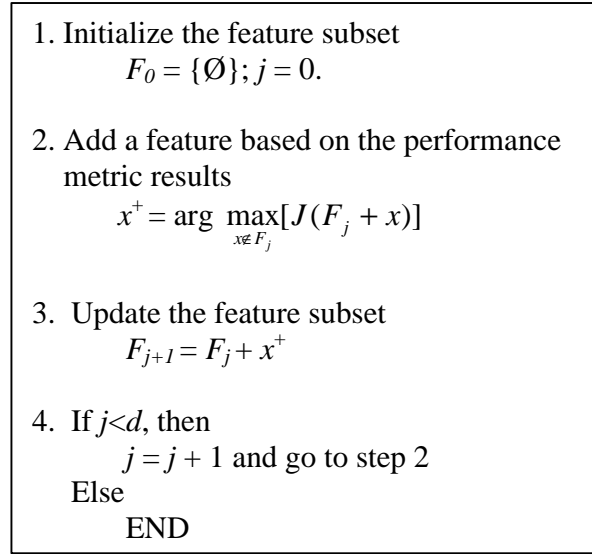 1. Initialize the feature subset
F0 = {Ø}; j = 0.
2. Add a feature based on the performance
metric results
x+ = arg max[J(Fj + x)]
x∉Fj
3. Update the feature subset
Fj+1 = Fj + x+
4. If j<d, then
j = j + 1 and go to step 2
Else
END